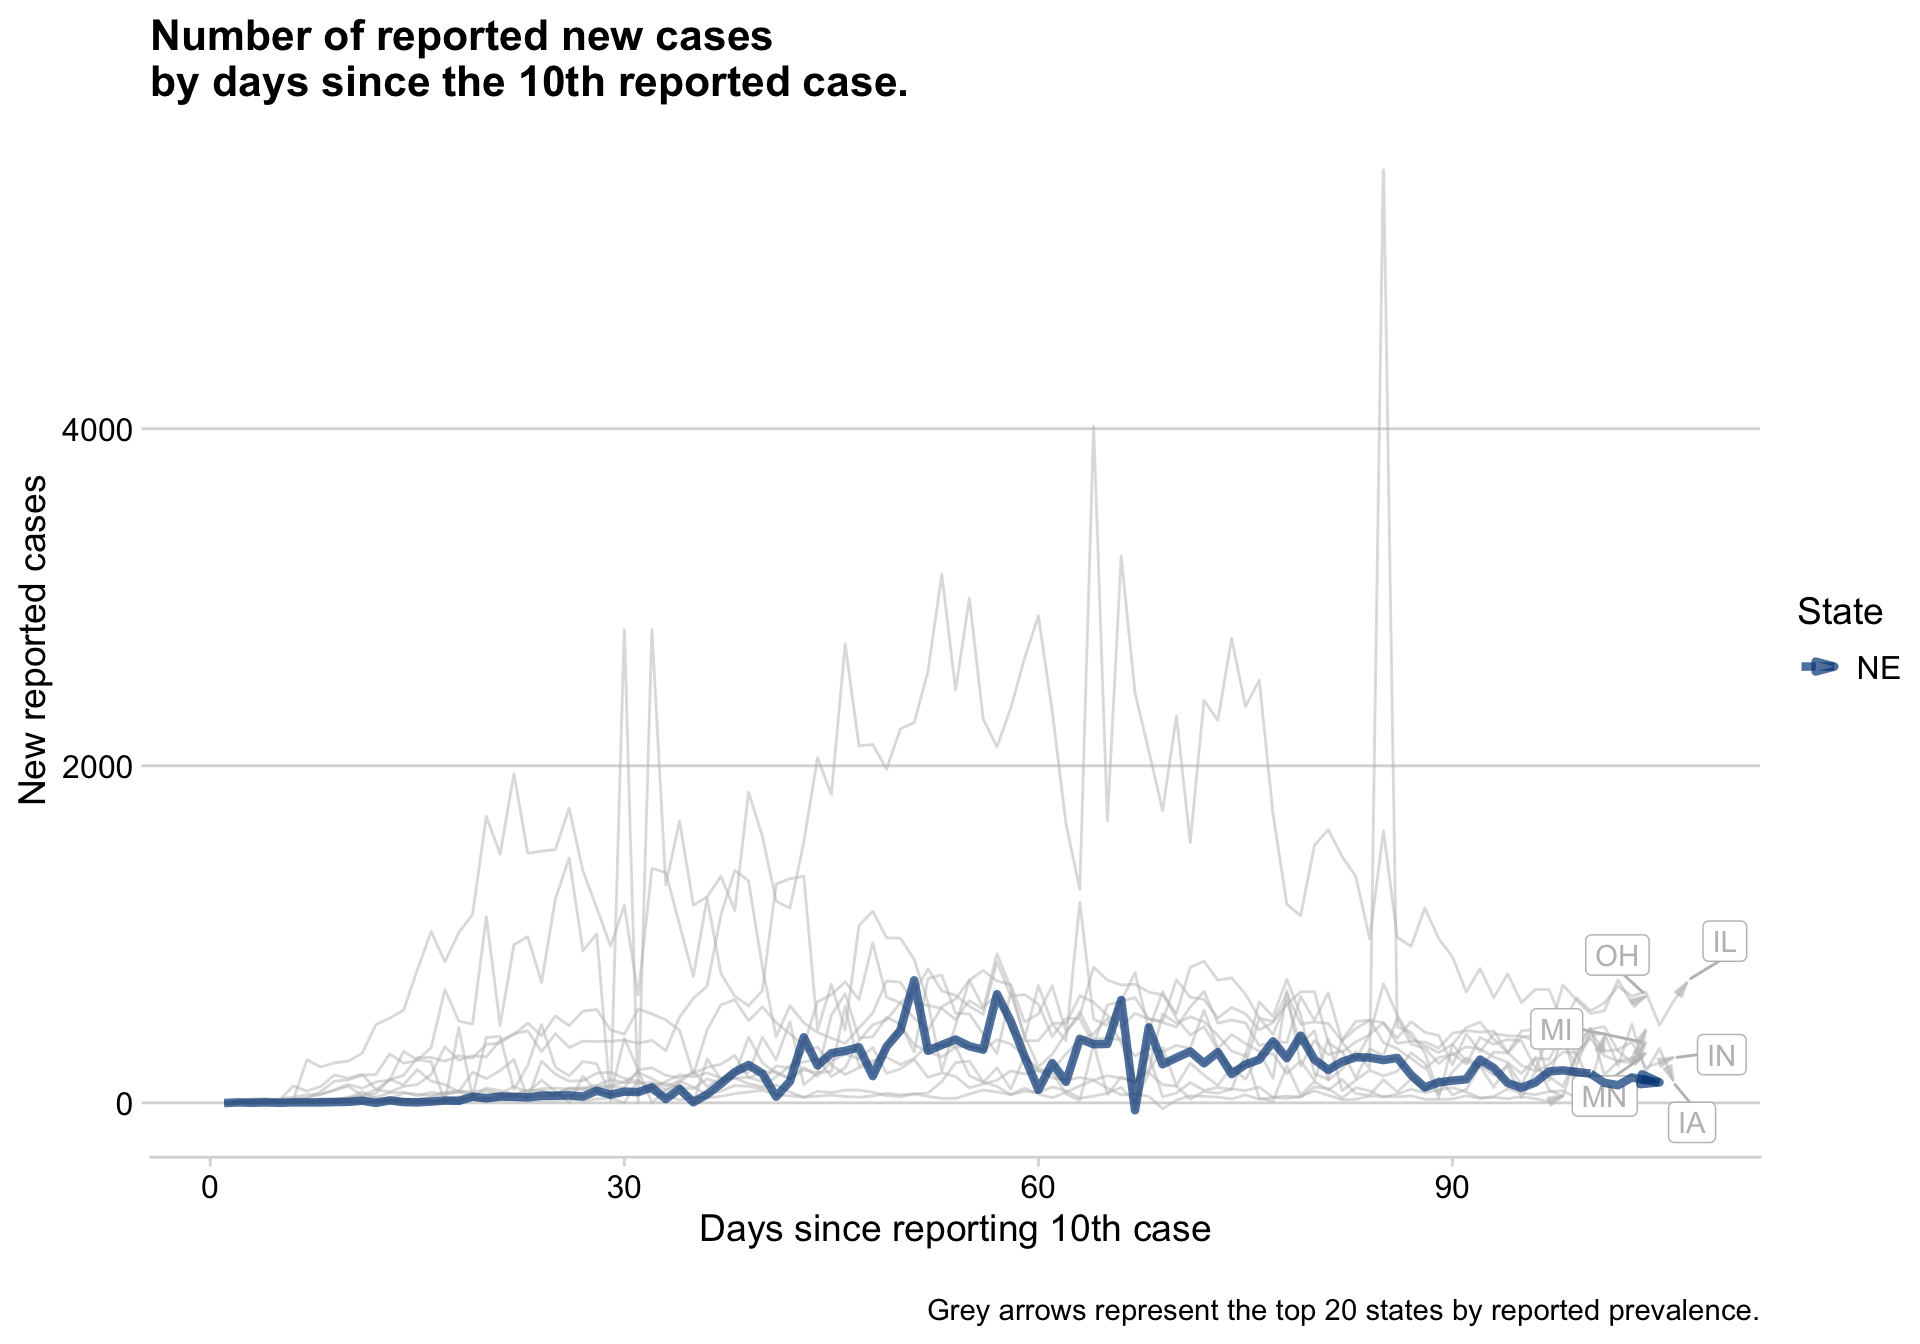 Number of reported new cases
by days since the 10th reported case.
New reported cases
4000
2000
0
0
30
60
90
Days since reporting 10th case
OH
IL
MI
IN
MN
IA
State
NE
Grey arrows represent the top 20 states by reported prevalence.